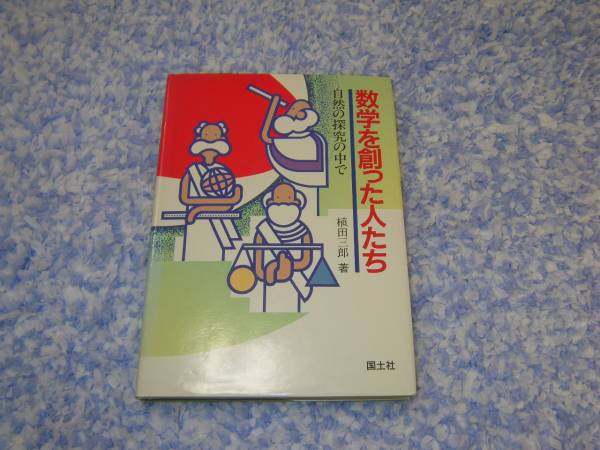 数学を創った人たち
自然の探究の中で
植田三郎 著
国土社